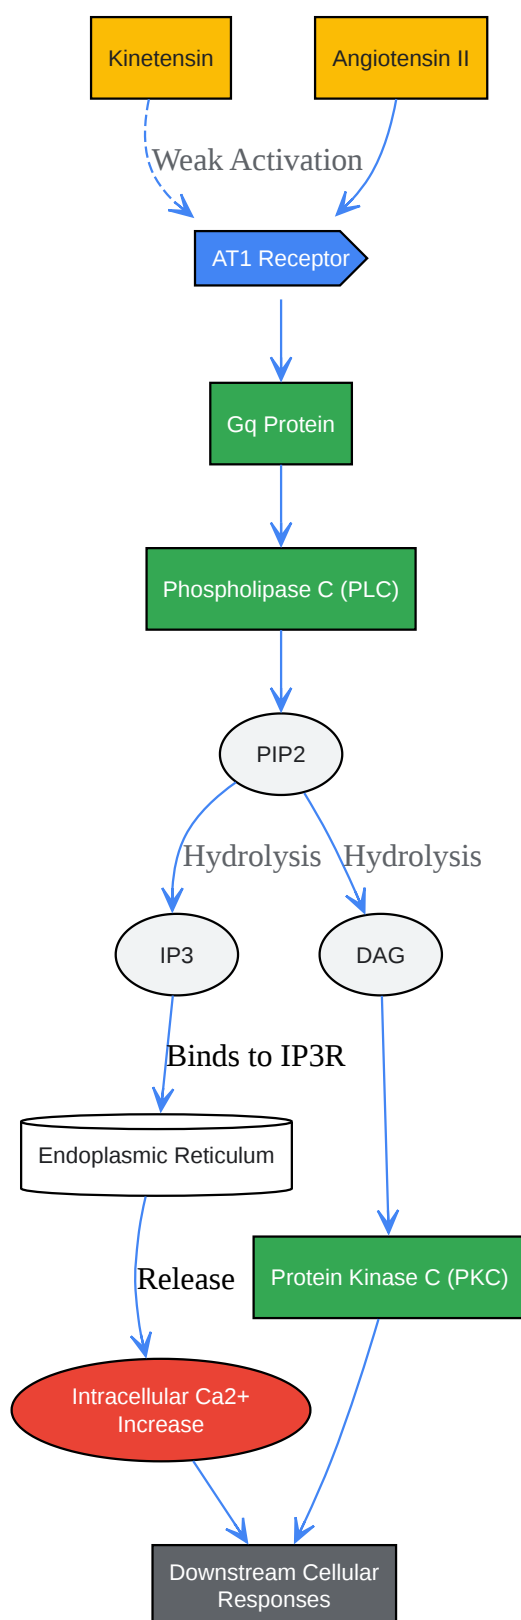 Kinetensin
Angiotensin II
Weak Activation
AT1 Receptor
Gq Protein
Phospholipase C (PLC)
PIP2
Hydrolysis
Hydrolysis
IP3
DAG
Binds to IP3R
Endoplasmic Reticulum
Release
Protein Kinase C (PKC)
Intracellular Ca2+
Increase
Downstream Cellular
Responses